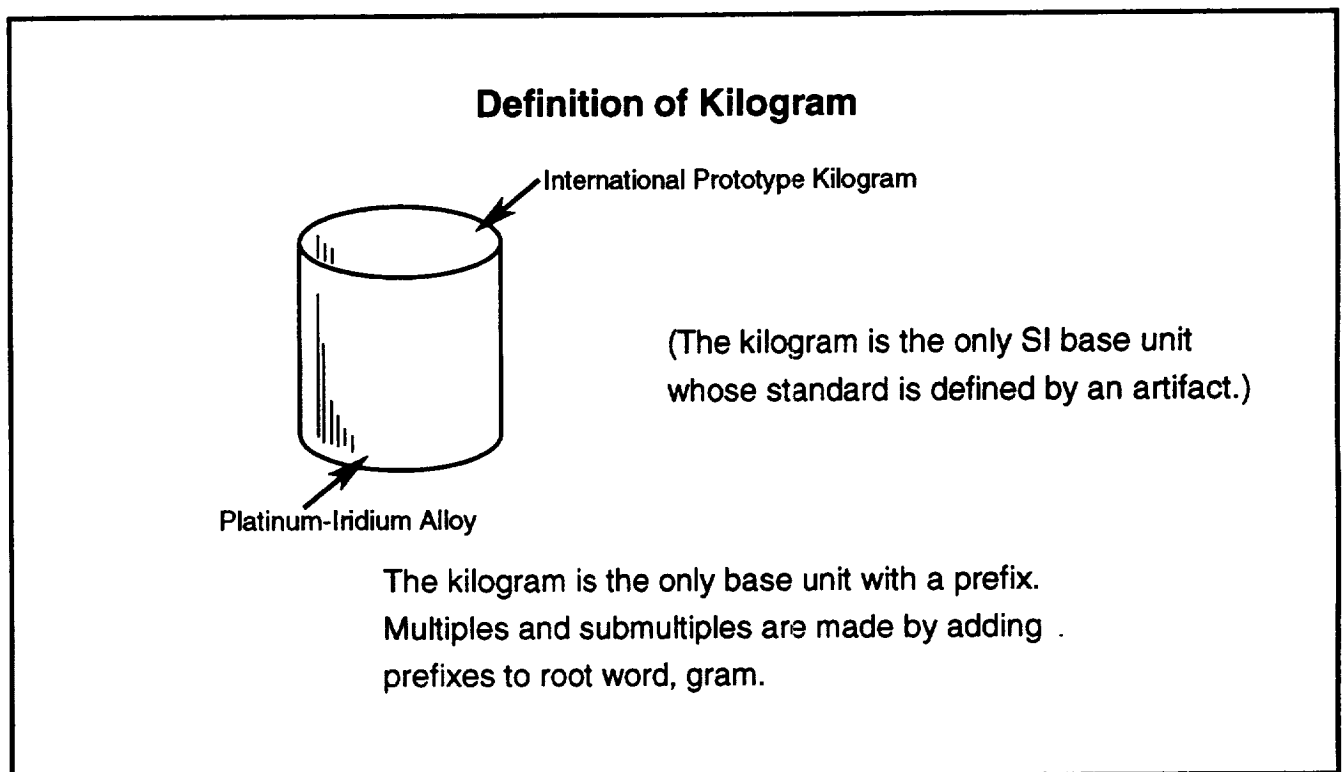 Definition of Kilogram
International Prototype Kilogram
(The kilogram is the only SI base unit
whose standard is defined by an artifact.)
Platinum-Iridium Alloy
The kilogram is the only base unit with a prefix.
Multiples and submultiples are made by adding
prefixes to root word, gram.